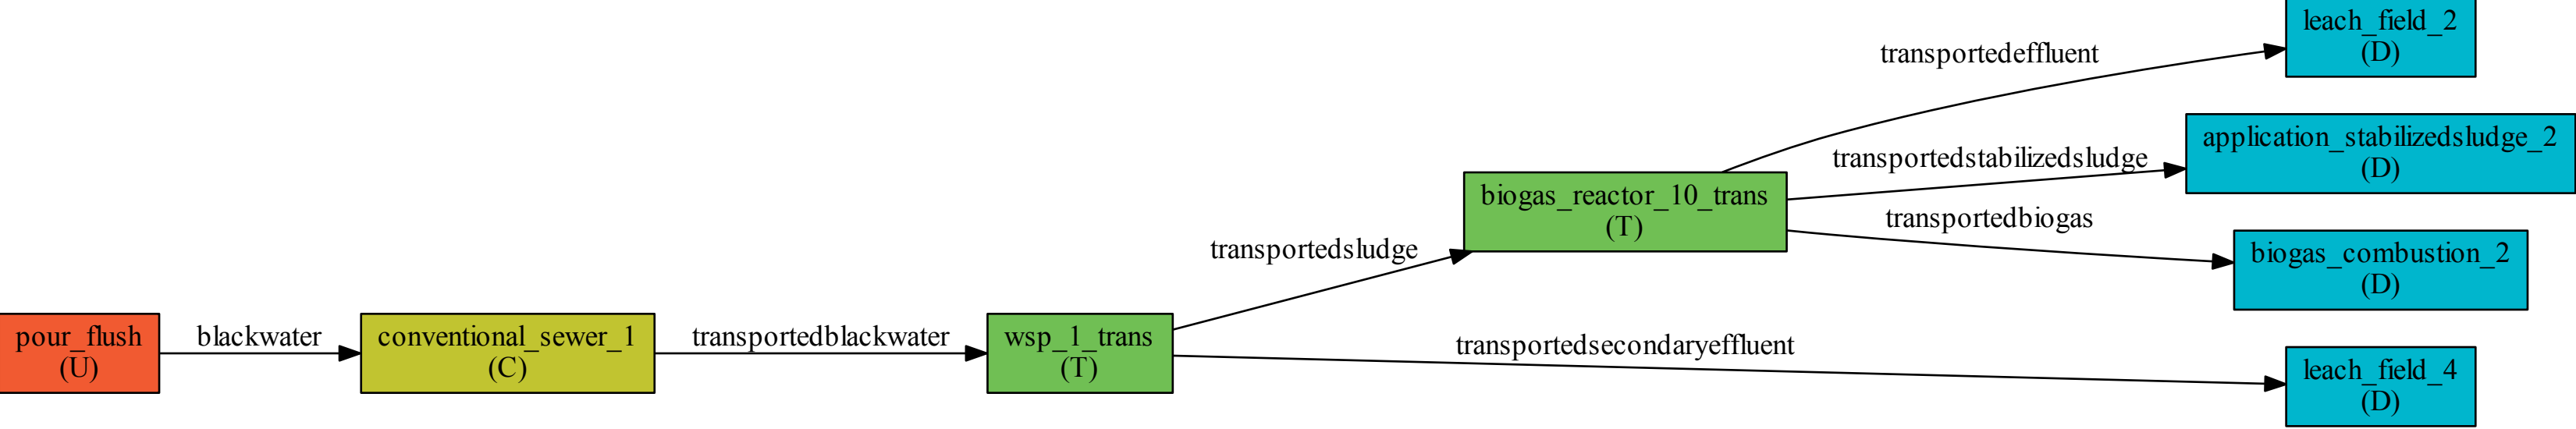 leach_field_2
(D)
transportedeffluent
application_stabilizedsludge_2
(D)
transportedstabilizedsludge
biogas_reactor_10_trans
(T)
transportedbiogas
biogas_combustion_2
(D)
transportedsludge
pour_flush
(U)
blackwater
conventional_sewer_1
(C)
transportedblackwater
wsp_1_trans
(T)
transportedsecondaryeffluent
leach_field_4
(D)